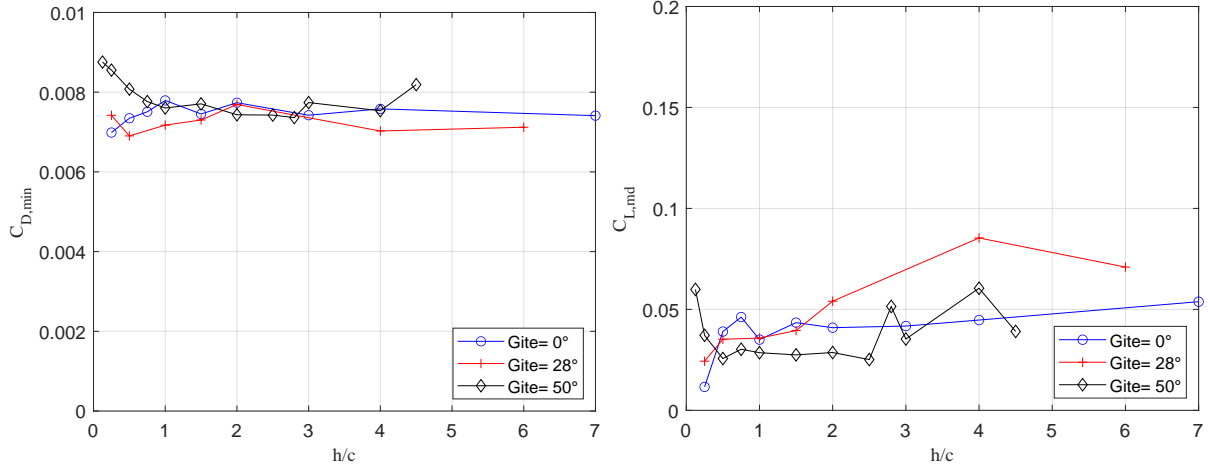 0.01
0.008
0.006
0.004
0.002
0
C_{D,min}
0 1 2 3 4 5 6 7
h/c
Gite= 0°
Gite= 28°
Gite= 50°
0.2
0.15
0.1
0.05
0
C_{L,md}
0 1 2 3 4 5 6 7
h/c
Gite= 0°
Gite= 28°
Gite= 50°